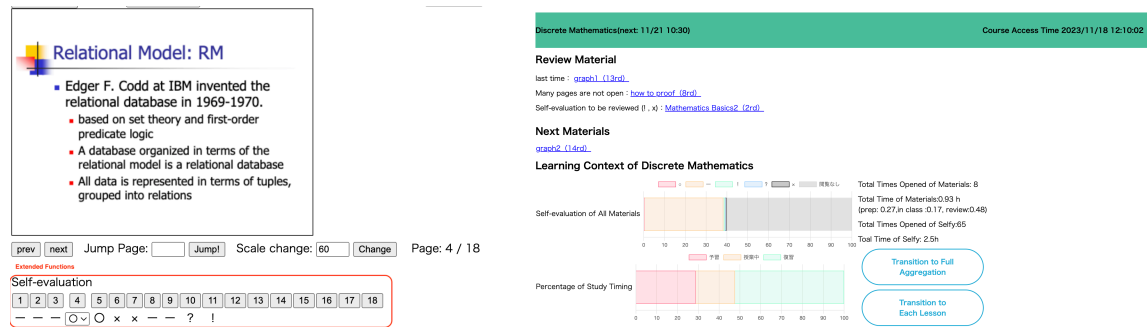 Relational Model: RM
Edger F. Codd at IBM invented the
relational database in 1969-1970.
based on set theory and first-order
predicate logic
A database organized in terms of the
relational model is a relational database
All data is represented in terms of tuples,
grouped into relations
prev next Jump Page: Jump! Scale change: 60 Change Page: 4 / 18
Extended Functions
Self-evaluation
1 2 3 4 5 6 7 8 9 10 11 12 13 14 15 16 17 18
— — — ○ ○ × × — — ? !
Discrete Mathematics(next: 11/21 10:30) Course Access Time 2023/11/18 12:10:02
Review Material
last time : graph1（13rd）
Many pages are not open : how to proof（8rd）
Self-evaluation to be reviewed (! , x) : Mathematics Basics2（2rd）
Next Materials
graph2（14rd）
Learning Context of Discrete Mathematics
○ — ! ? × 閲覧なし
Self-evaluation of All Materials
0 10 20 30 40 50 60 70 80 90 100
Total Times Opened of Materials: 8
Total Time of Materials:0.93 h
(prep: 0.27,in class :0.17, review:0.48)
Total Times Opened of Selfy:65
Toal Time of Selfy: 2.5h
予習 授業中 復習
Percentage of Study Timing
0 10 20 30 40 50 60 70 80 90 100
Transition to Full
Aggregation
Transition to
Each Lesson